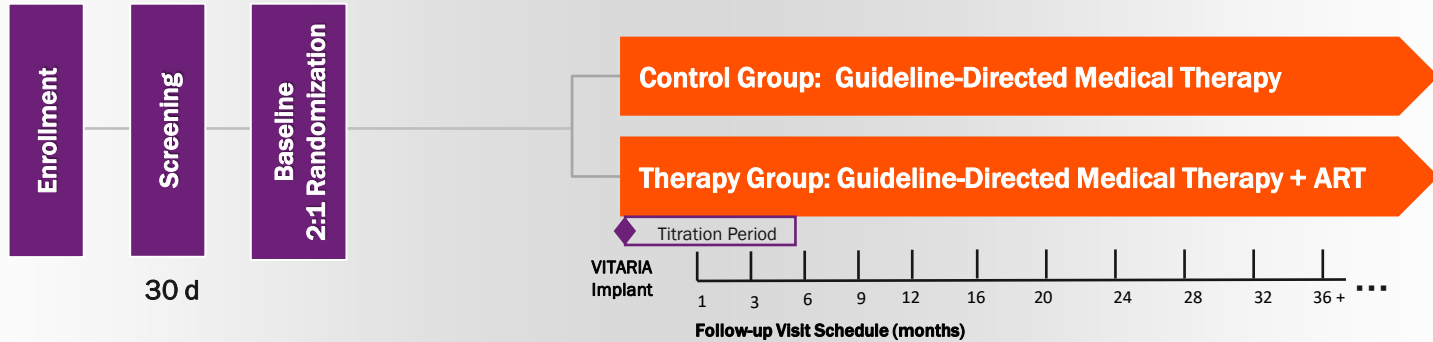 Enrollment
Screening
Baseline
2:1 Randomization
30 d
Control Group: Guideline-Directed Medical Therapy
Therapy Group: Guideline-Directed Medical Therapy + ART
Titration Period
VITARIA
Implant
1 3 6 9 12 16 20 24 28 32 36 + ...
Follow-up Visit Schedule (months)